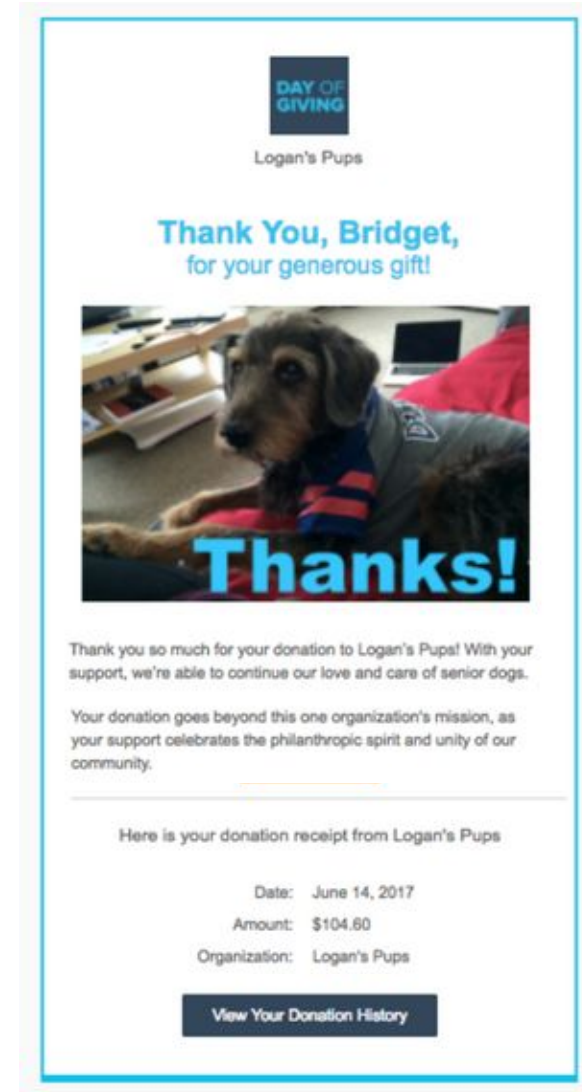 DAY OF
GIVING
Logan's Pups
Thank You, Bridget,
for your generous gift!
Thanks!
Thank you so much for your donation to Logan's Pups! With your
support, we're able to continue our love and care of senior dogs.
Your donation goes beyond this one organization's mission, as
your support celebrates the philanthropic spirit and unity of our
community.
Here is your donation receipt from Logan's Pups
Date: June 14, 2017
Amount: $104.60
Organization: Logan's Pups
View Your Donation History